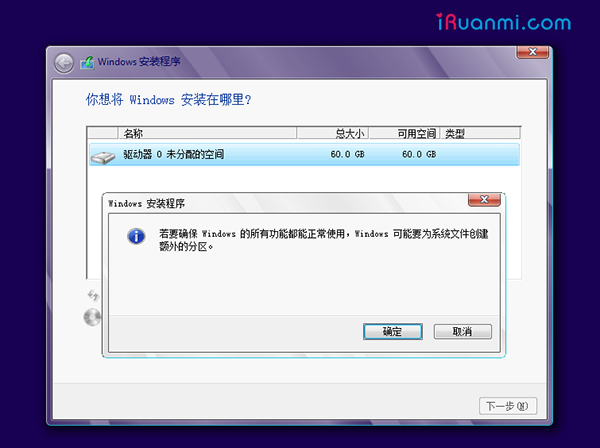 iRuanmi.com
Windows 安装程序
你想将 Windows 安装在哪里?
名称 总大小 可用空间 类型
驱动器 0 未分配的空间 60.0 GB 60.0 GB
Windows 安装程序
若要确保 Windows 的所有功能都能正常使用，Windows 可能要为系统文件创建
额外的分区。
确定 取消
下一步(N)